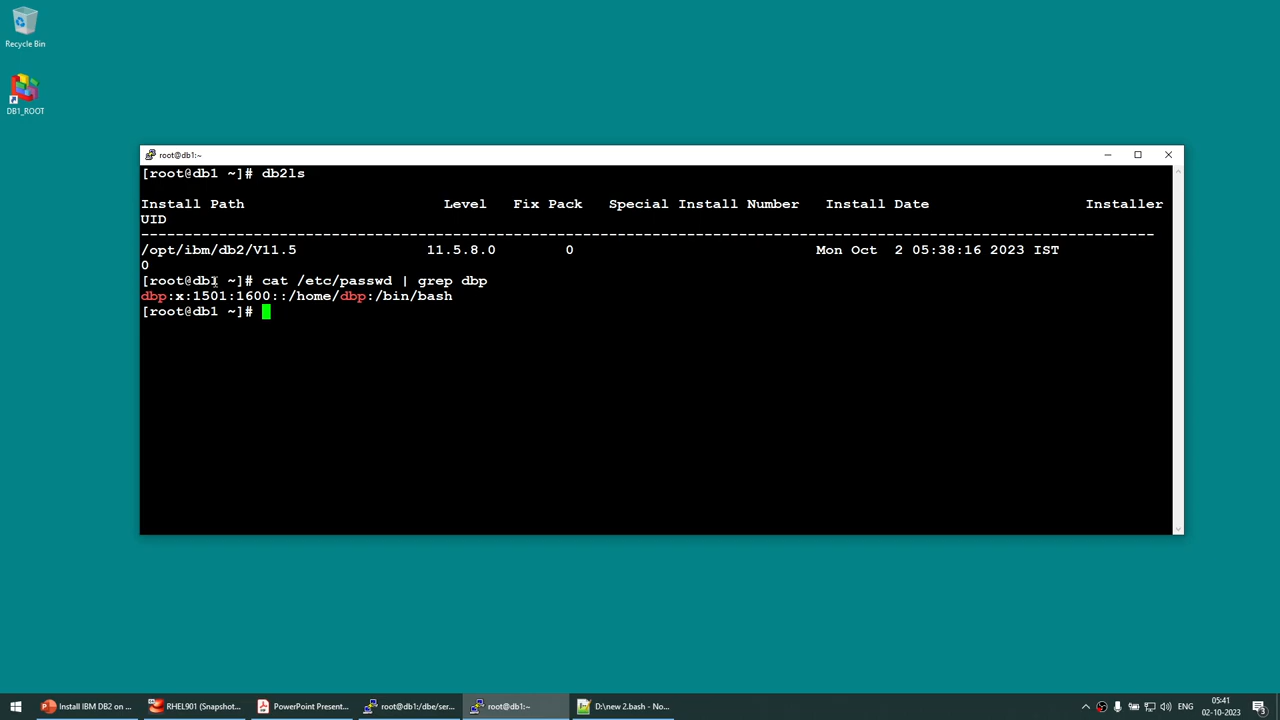 Recycle Bin
DB1_ROOT
root@db1:~
[root@db1 ~]# db2ls
Install Path Level Fix Pack Special Install Number Install Date Installer
UID
---------------------------------------------------------------------------------------------------------------------
/opt/ibm/db2/V11.5 11.5.8.0 0 Mon Oct 2 05:38:16 2023 IST
0
[root@db1 ~]# cat /etc/passwd | grep dbp
dbp:x:1501:1600::/home/dbp:/bin/bash
[root@db1 ~]#
Install IBM DB2 on ... RHEL901 (Snapshot... PowerPoint Present... root@db1:/dbe/ser... root@db1:~ D:\new 2.bash - No... ENG 05:41
02-10-2023 3